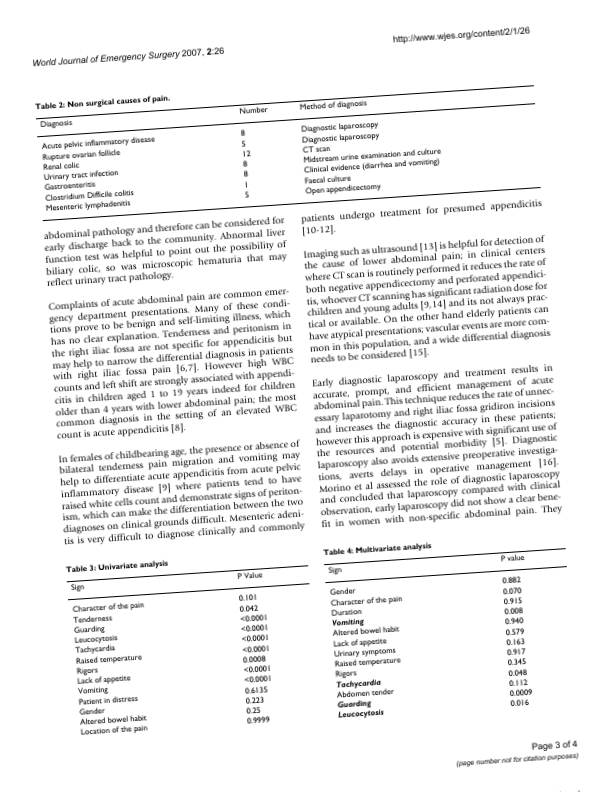 World Journal of Emergency Surgery 2007, 2:26 http://www.wjes.org/content/2/1/26
Table 2: Non surgical causes of pain.
Diagnosis Number Method of diagnosis
Acute pelvic inflammatory disease 8 Diagnostic laparoscopy
Rupture ovarian follicle 5 Diagnostic laparoscopy
Renal colic 12 CT scan
Urinary tract infection 8 Midstream urine examination and culture
Gastroenteritis 8 Clinical evidence (diarrhea and vomiting)
Clostridium Difficile colitis 1 Faecal culture
Mesenteric lymphadenitis 5 Open appendicectomy
abdominal pathology and therefore can be considered for
early discharge back to the community. Abnormal liver
function test was helpful to point out the possibility of
biliary colic, so was microscopic hematuria that may
reflect urinary tract pathology.
Complaints of acute abdominal pain are common emer-
gency department presentations. Many of these condi-
tions prove to be benign and self-limiting illness, which
has no clear explanation. Tenderness and peritonism in
the right iliac fossa are not specific for appendicitis but
may help to narrow the differential diagnosis in patients
with right iliac fossa pain [6,7]. However high WBC
counts and left shift are strongly associated with appendi-
citis in children aged 1 to 19 years indeed for children
older than 4 years with lower abdominal pain; the most
common diagnosis in the setting of an elevated WBC
count is acute appendicitis [8].
In females of childbearing age, the presence or absence of
bilateral tenderness pain migration and vomiting may
help to differentiate acute appendicitis from acute pelvic
inflammatory disease [9] where patients tend to have
raised white cells count and demonstrate signs of periton-
ism, which can make the differentiation between the two
diagnoses on clinical grounds difficult. Mesenteric adeni-
tis is very difficult to diagnose clinically and commonly
patients undergo treatment for presumed appendicitis
[10-12].
Imaging such as ultrasound [13] is helpful for detection of
the cause of lower abdominal pain; in clinical centers
where CT scan is routinely performed it reduces the rate of
both negative appendicectomy and perforated appendici-
tis, whoever CT scanning has significant radiation dose for
children and young adults [9,14] and its not always prac-
tical or available. On the other hand elderly patients can
have atypical presentations; vascular events are more com-
mon in this population, and a wide differential diagnosis
needs to be considered [15].
Early diagnostic laparoscopy and treatment results in
accurate, prompt, and efficient management of acute
abdominal pain. This technique reduces the rate of unnec-
essary laparotomy and right iliac fossa gridiron incisions
and increases the diagnostic accuracy in these patients;
however this approach is expensive with significant use of
the resources and potential morbidity [5]. Diagnostic
laparoscopy also avoids extensive preoperative investiga-
tions, averts delays in operative management [16].
Morino et al assessed the role of diagnostic laparoscopy
and concluded that laparoscopy compared with clinical
observation, early laparoscopy did not show a clear bene-
fit in women with non-specific abdominal pain. They
Table 3: Univariate analysis
Sign P Value
Character of the pain 0.101
Tenderness 0.042
Guarding <0.0001
Leucocytosis <0.0001
Tachycardia <0.0001
Raised temperature <0.0001
Rigors 0.0008
Lack of appetite <0.0001
Vomiting <0.0001
Patient in distress 0.6135
Gender 0.223
Altered bowel habit 0.25
Location of the pain 0.9999
Table 4: Multivariate analysis
Sign P value
Gender 0.882
Character of the pain 0.070
Duration 0.915
Vomiting 0.008
Altered bowel habit 0.940
Lack of appetite 0.579
Urinary symptoms 0.163
Raised temperature 0.917
Rigors 0.345
Tachycardia 0.048
Abdomen tender 0.112
Guarding 0.0009
Leucocytosis 0.016
Page 3 of 4
(page number not for citation purposes)